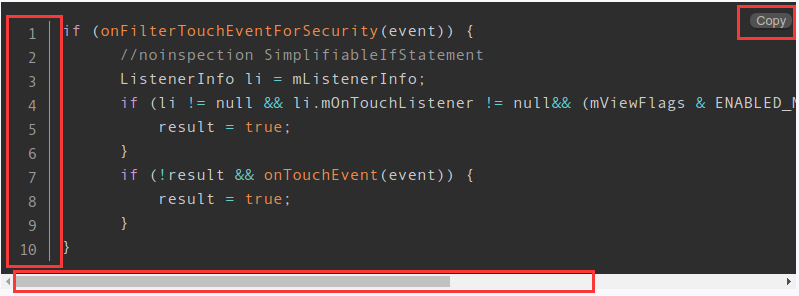 Copy
1 if (onFilterTouchEventForSecurity(event)) {
2 //noinspection SimplifiableIfStatement
3 ListenerInfo li = mListenerInfo;
4 if (li != null && li.mOnTouchListener != null&& (mViewFlags & ENABLED_
5 result = true;
6 }
7 if (!result && onTouchEvent(event)) {
8 result = true;
9 }
10 }